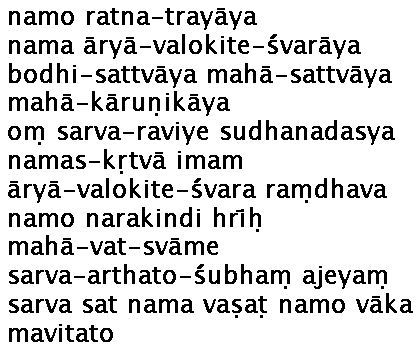 namo ratna-trayāya
nama āryā-valokite-śvarāya
bodhi-sattvāya mahā-sattvāya
mahā-kāruṇikāya
oṃ sarva-raviye sudhanadasya
namas-kṛtvā imam
āryā-valokite-śvara raṃdhava
namo narakindi hrīḥ
mahā-vat-svāme
sarva-arthato-śubhaṃ ajeyaṃ
sarva sat nama vaṣaṭ namo vāka
mavitato